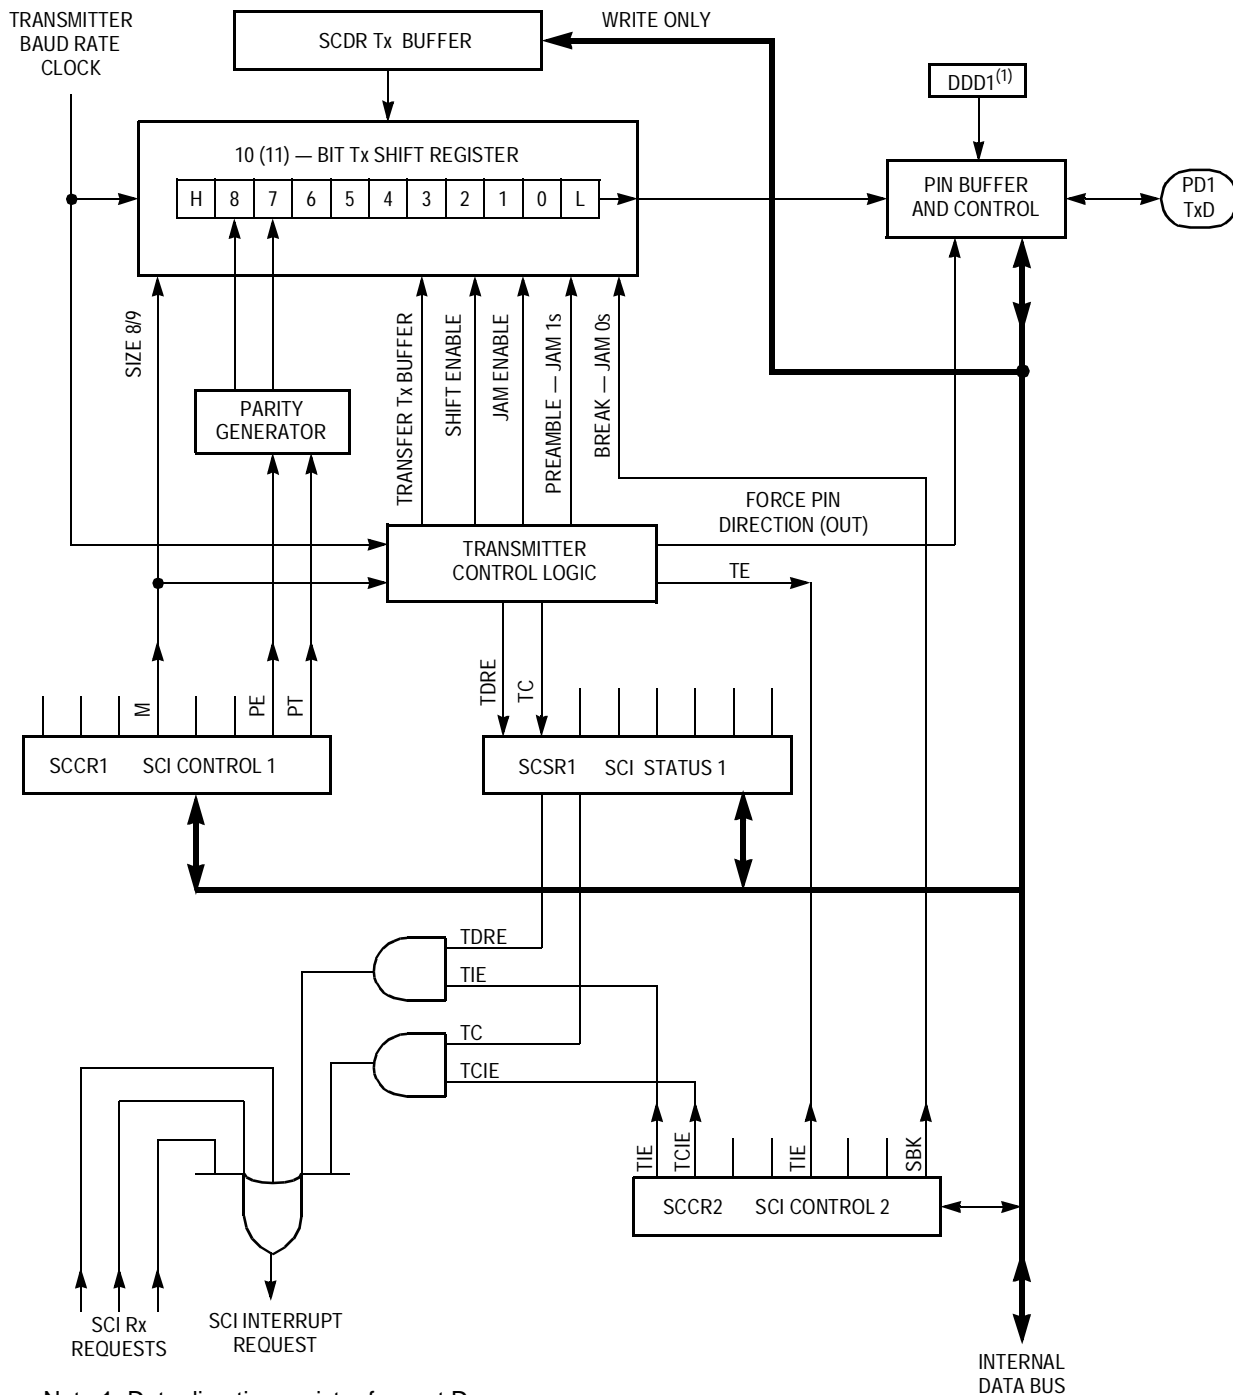 TRANSMITTER
BAUD RATE
CLOCK
SCDR Tx BUFFER
WRITE ONLY
DDD1(1)
10 (11) — BIT Tx SHIFT REGISTER
H 8 7 6 5 4 3 2 1 0 L
PIN BUFFER
AND CONTROL
PD1
TxD
SIZE 8/9
TRANSFER Tx BUFFER
SHIFT ENABLE
JAM ENABLE
PREAMBLE — JAM 1s
BREAK — JAM 0s
PARITY
GENERATOR
FORCE PIN
DIRECTION (OUT)
TRANSMITTER
CONTROL LOGIC
TE
TDRE
TC
M
PE
PT
SCCR1 SCI CONTROL 1
SCSR1 SCI STATUS 1
TDRE
TIE
TC
TCIE
TIE
TCIE
TIE
SBK
SCCR2 SCI CONTROL 2
SCI Rx
REQUESTS
SCI INTERRUPT
REQUEST
INTERNAL
DATA BUS